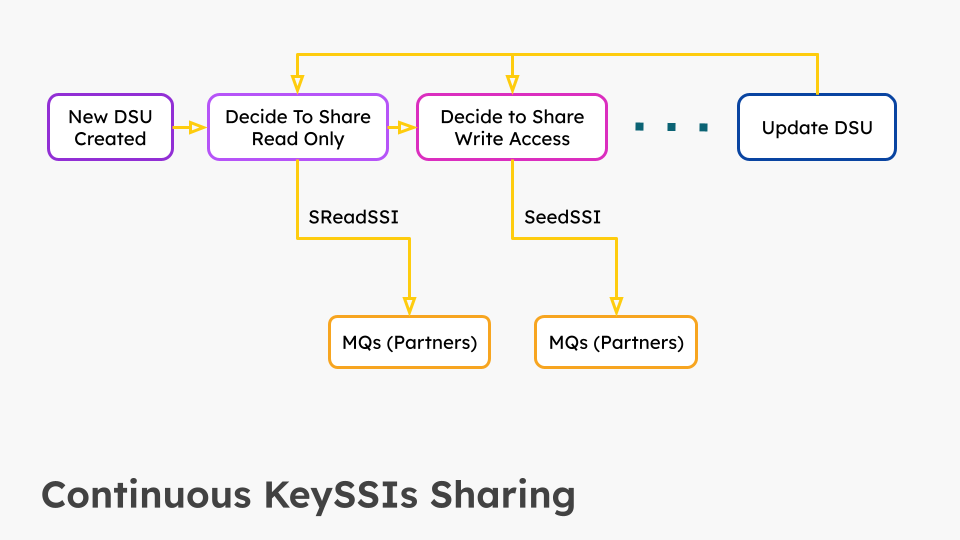 New DSU
Created
Decide To Share
Read Only
Decide to Share
Write Access
Update DSU
SReadSSI
SeedSSI
MQs (Partners)
MQs (Partners)
Continuous KeySSIs Sharing